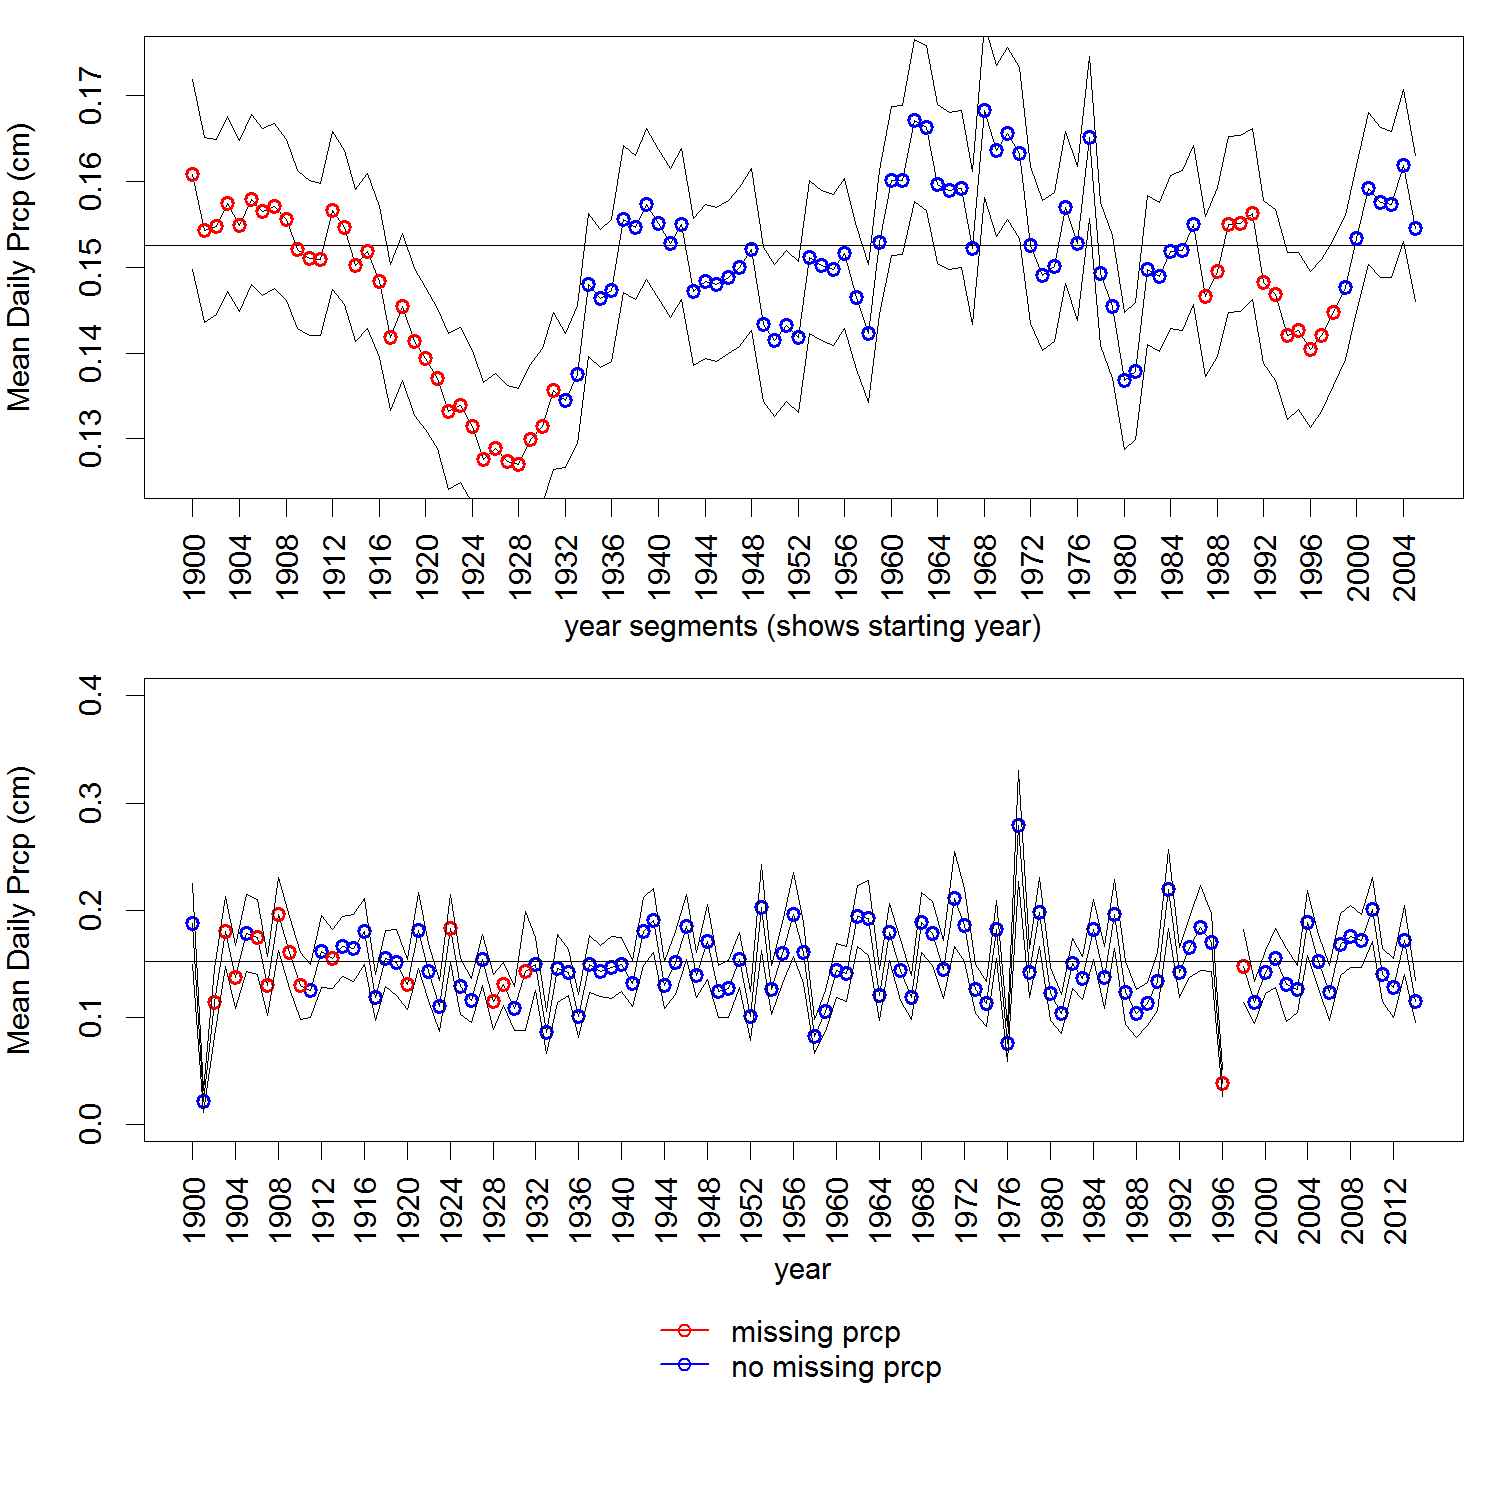 Mean Daily Prcp (cm)
0.17
0.16
0.15
0.14
0.13
1900 1904 1908 1912 1916 1920 1924 1928 1932 1936 1940 1944 1948 1952 1956 1960 1964 1968 1972 1976 1980 1984 1988 1992 1996 2000 2004
year segments (shows starting year)
Mean Daily Prcp (cm)
0.4
0.3
0.2
0.1
0.0
1900 1904 1908 1912 1916 1920 1924 1928 1932 1936 1940 1944 1948 1952 1956 1960 1964 1968 1972 1976 1980 1984 1988 1992 1996 2000 2004 2008 2012
year
missing prcp
no missing prcp